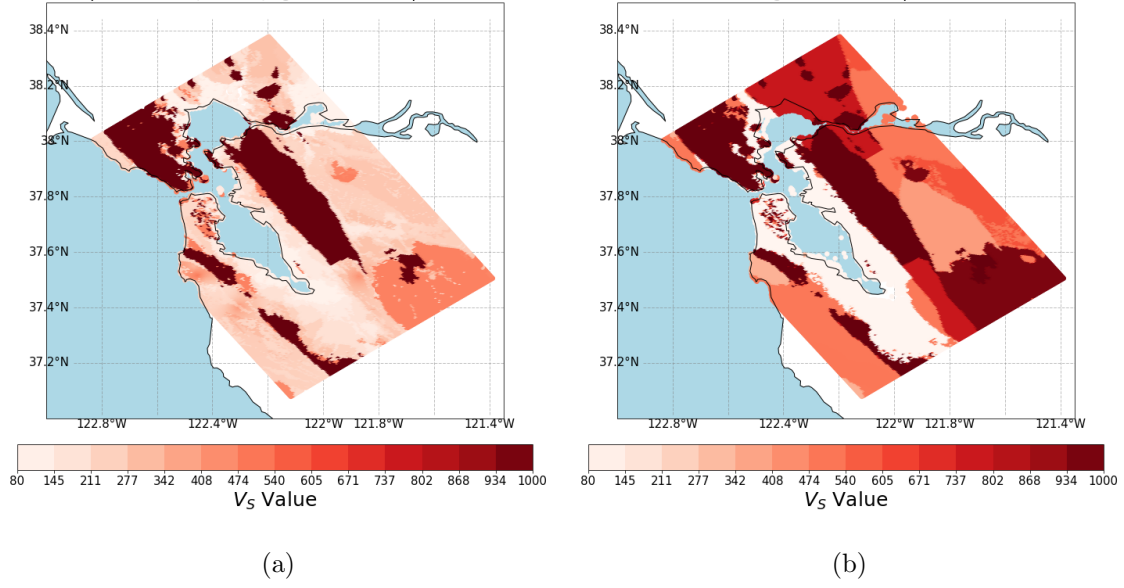 38.4°N
38.2°N
38°N
37.8°N
37.6°N
37.4°N
37.2°N
122.8°W 122.4°W 122°W 121.8°W 121.4°W
80 145 211 277 342 408 474 540 605 671 737 802 868 934 1000
V_S Value
(a)
38.4°N
38.2°N
38°N
37.8°N
37.6°N
37.4°N
37.2°N
122.8°W 122.4°W 122°W 121.8°W 121.4°W
80 145 211 277 342 408 474 540 605 671 737 802 868 934 1000
V_S Value
(b)